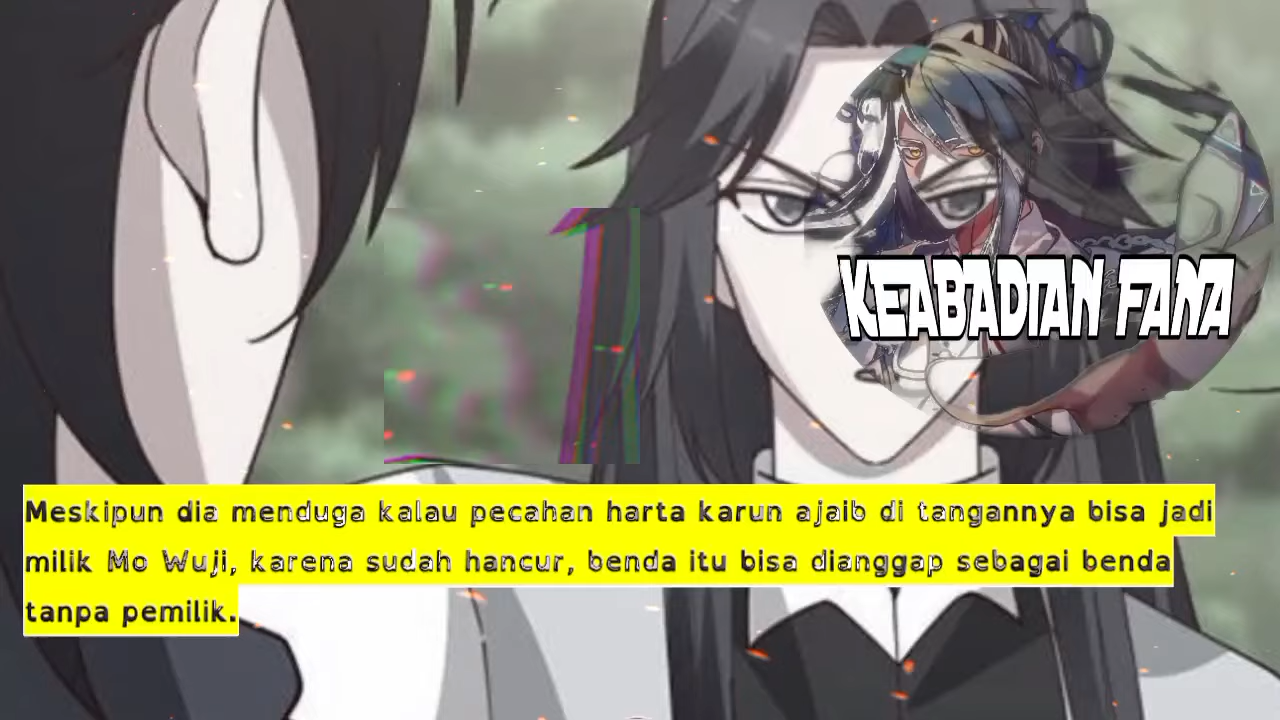 KEABADIAN FANA
Meskipun dia menduga kalau pecahan harta karun ajaib di tangannya bisa jadi
milik Mo Wuji, karena sudah hancur, benda itu bisa dianggap sebagai benda
tanpa pemilik.